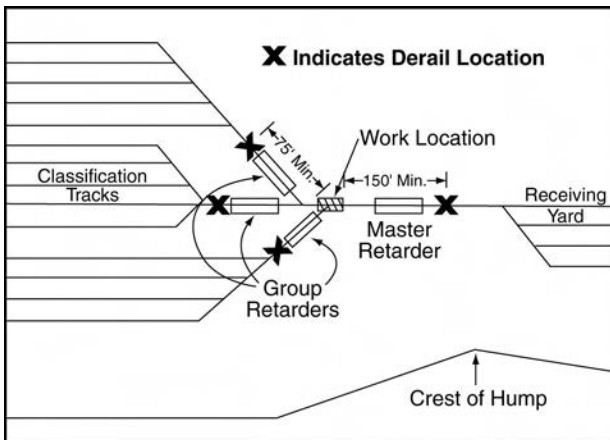 X Indicates Derail Location
75' Min.
Work Location
150' Min.
Classification
Tracks
Receiving
Yard
Master
Retarder
Group
Retarders
Crest of Hump